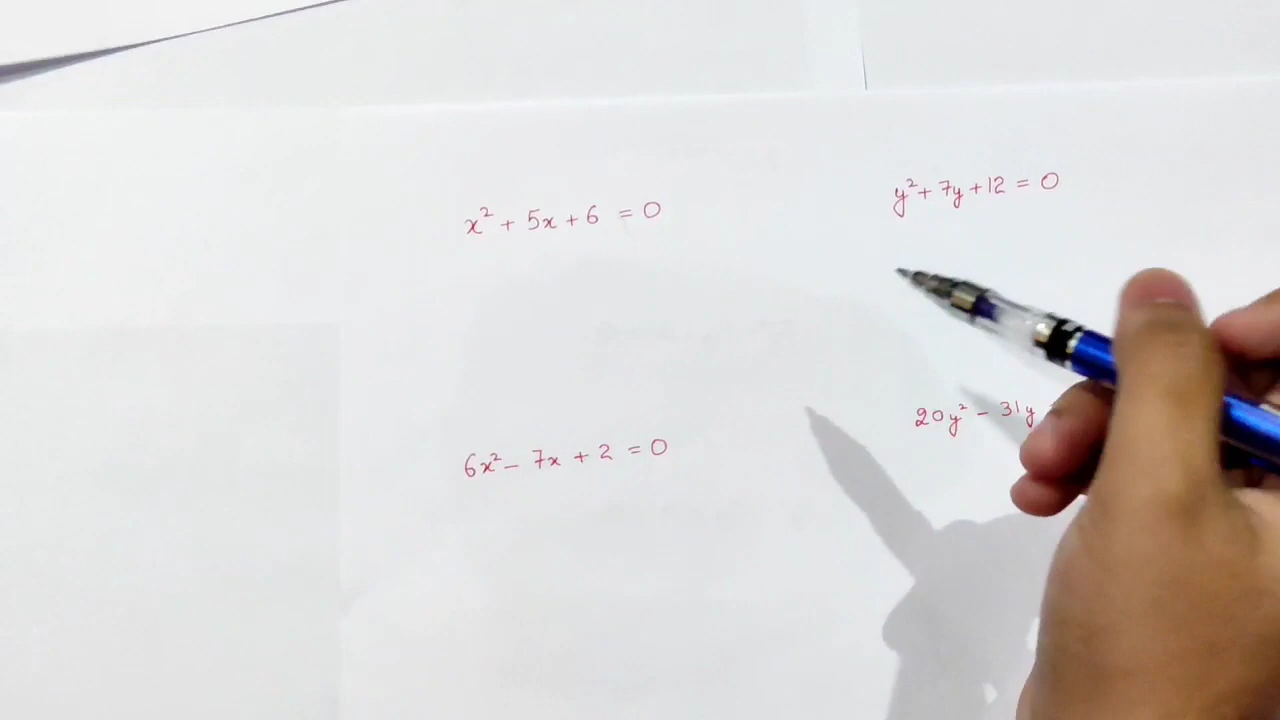 x² + 5x + 6 = 0
y² + 7y + 12 = 0
6x² - 7x + 2 = 0
20y² - 31y